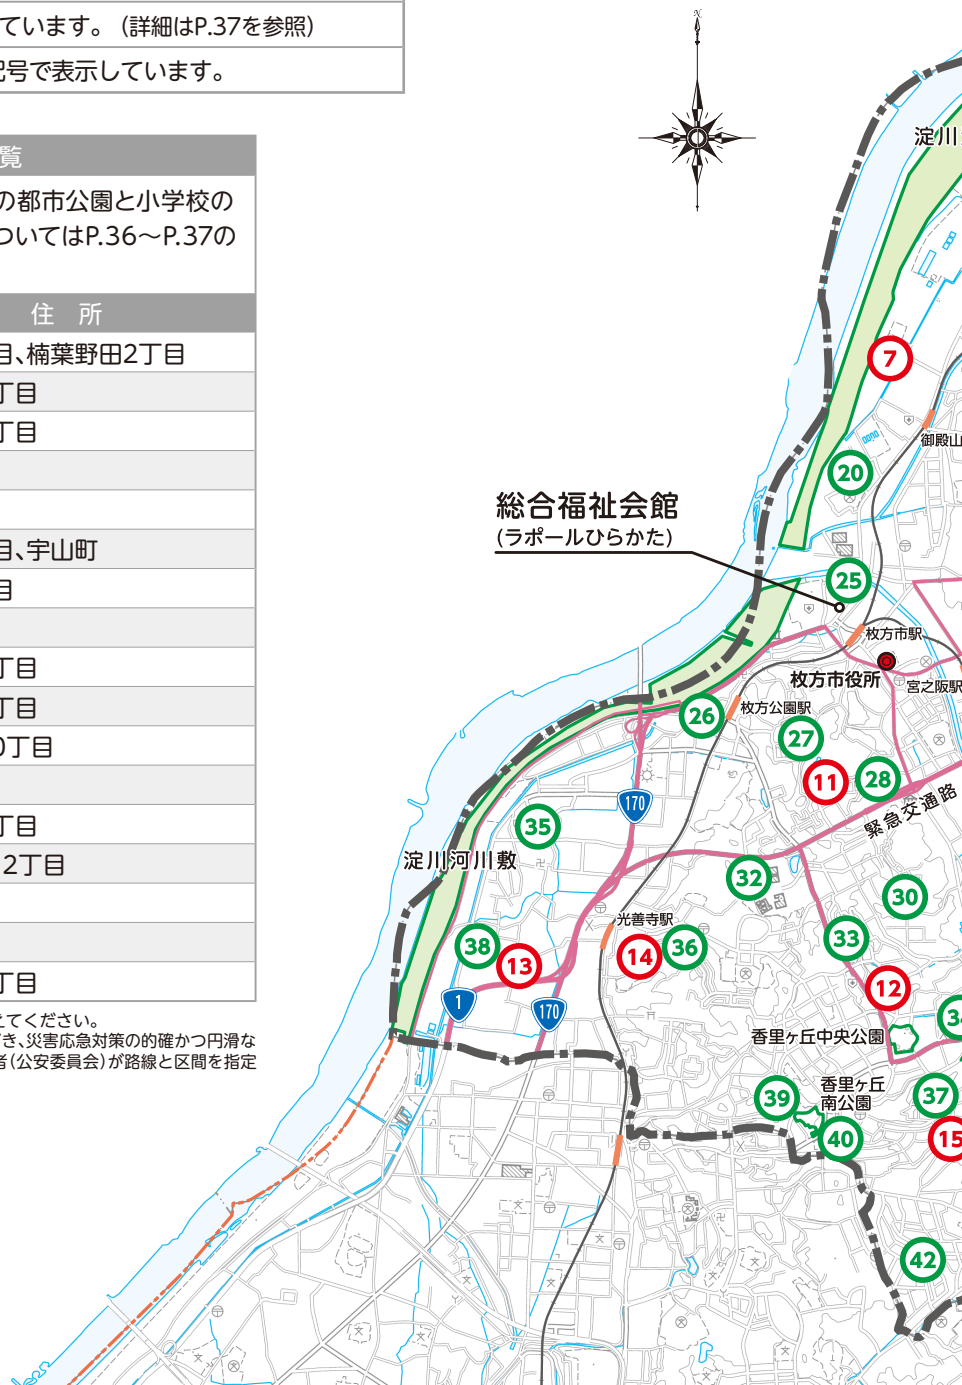 ています。（詳細はP.37を参照）
記号で表示しています。
覧
の都市公園と小学校の
ついてはP.36〜P.37の
住 所
目、楠葉野田2丁目
丁目
丁目
目、宇山町
目
丁目
丁目
0丁目
丁目
2丁目
丁目
えてください。
づき、災害応急対策の的確かつ円滑な
者（公安委員会）が路線と区間を指定
N
淀川
7
御殿山
20
総合福祉会館
(ラポールひらかた)
25
枚方市駅
枚方市役所
宮之阪駅
26
枚方公園駅
27
11
28
170
緊急交通路
35
淀川河川敷
32
30
光善寺駅
38
13
14
36
33
12
1
170
香里ヶ丘中央公園
34
39
香里ヶ丘
南公園
37
40
15
42